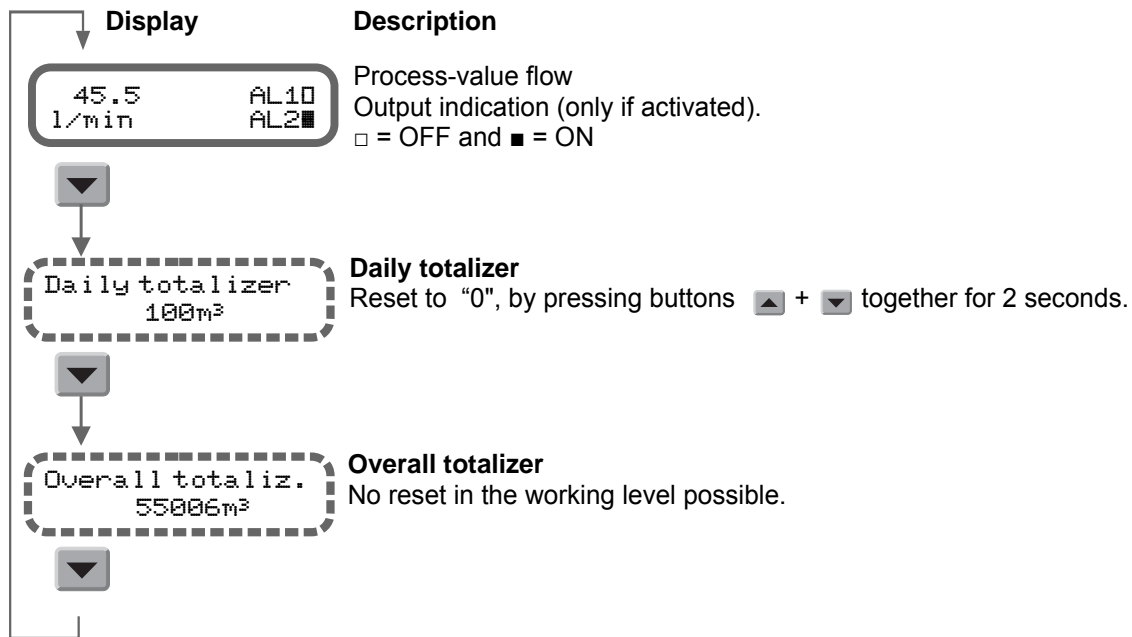 Display Description
45.5 AL1□
l/min AL2■
Process-value flow
Output indication (only if activated).
□ = OFF and ■ = ON
Daily totalizer
100m³
Daily totalizer
Reset to “0", by pressing buttons ▲ + ▼ together for 2 seconds.
Overall totaliz.
55006m³
Overall totalizer
No reset in the working level possible.